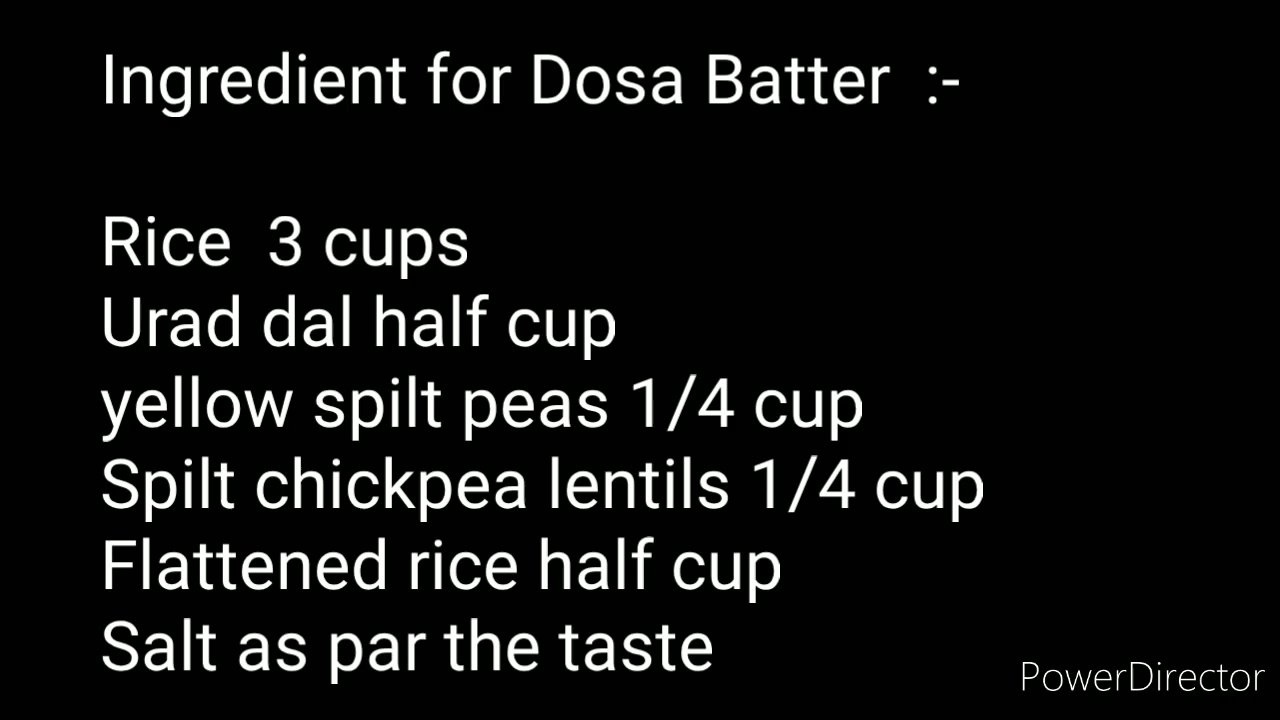 Ingredient for Dosa Batter :-
Rice 3 cups
Urad dal half cup
yellow spilt peas 1/4 cup
Spilt chickpea lentils 1/4 cup
Flattened rice half cup
Salt as par the taste
PowerDirector